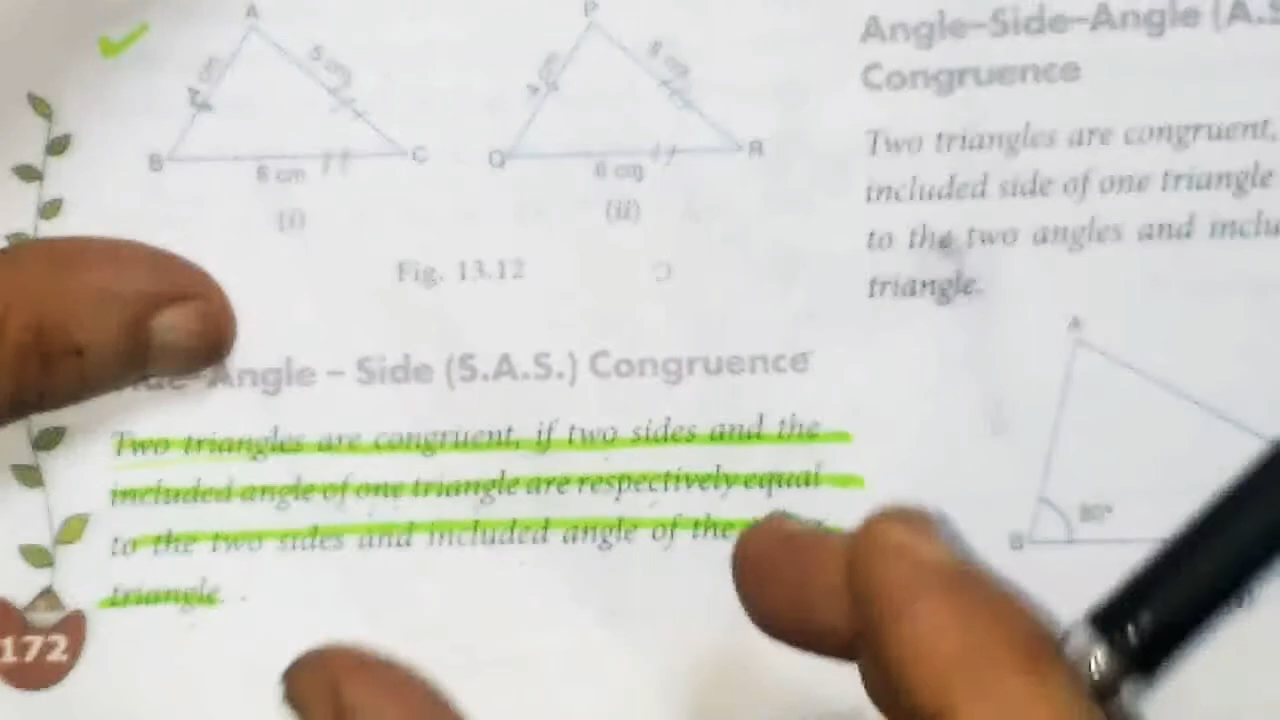 A
5 cm
4 cm
B
6 cm
C
(i)
P
Q
6 cm
R
(ii)
Fig. 13.12
Angle – Side (S.A.S.) Congruence
Two triangles are congruent, if two sides and the
included angle of one triangle are respectively equal
to the two sides and included angle of the
triangle.
172
Angle–Side–Angle (A.S
Congruence
Two triangles are congruent,
included side of one triangle
to the two angles and inclu
triangle.
A
B
80°